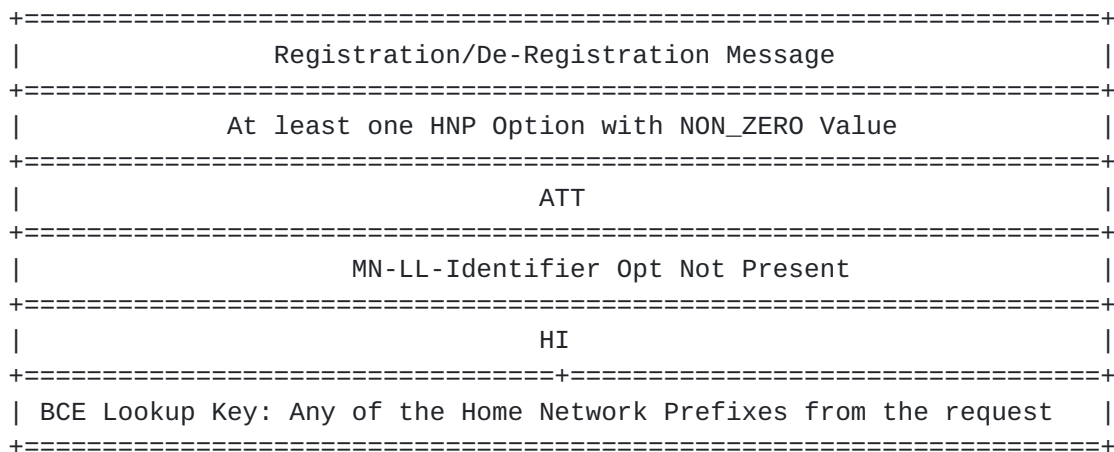 +=====================================================================+
|                Registration/De-Registration Message                 |
+=====================================================================+
|             At least one HNP Option with NON_ZERO Value             |
+=====================================================================+
|                                 ATT                                 |
+=====================================================================+
|                     MN-LL-Identifier Opt Not Present                |
+=====================================================================+
|                                 HI                                  |
+==================================+==================================+
| BCE Lookup Key: Any of the Home Network Prefixes from the request   |
+=====================================================================+